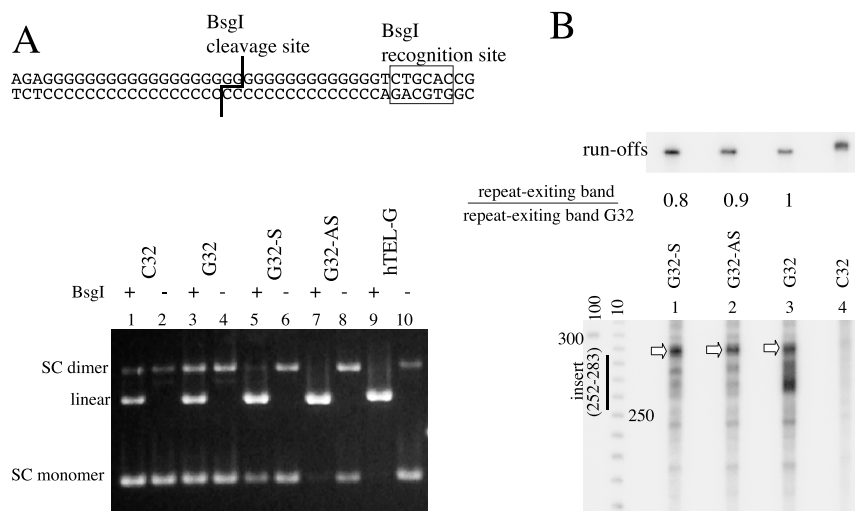 A
BsgI
cleavage site
BsgI
recognition site
AGAGGGGGGGGGGGGGGGGGGGGGGGGGGGGGGGGTCTGCACCG
TCTCCCCCCCCCCCCCCCCCCCCCCCCCCCCCCCCAGACGTGGC
C32
G32
G32-S
G32-AS
hTEL-G
BsgI + - + - + - + - + -
1 2 3 4 5 6 7 8 9 10
SC dimer
linear
SC monomer
B
run-offs
repeat-exiting band
repeat-exiting band G32
0.8 0.9 1
100
10
G32-S
G32-AS
G32
C32
1 2 3 4
300
insert
(252-283)
250